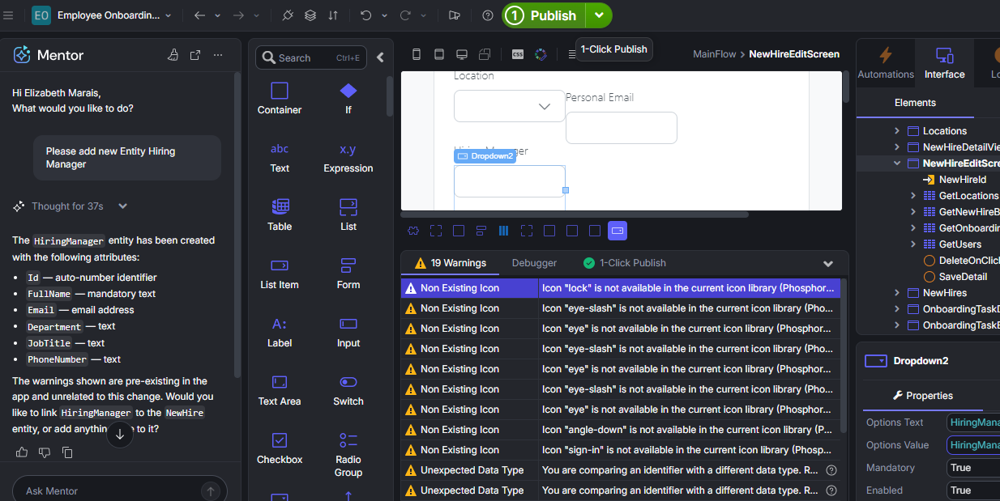 EO Employee Onboardin...
1 Publish
Mentor
Hi Elizabeth Marais,
What would you like to do?
Please add new Entity Hiring
Manager
Thought for 37s
The HiringManager entity has been created
with the following attributes:
• Id — auto-number identifier
• FullName — mandatory text
• Email — email address
• Department — text
• JobTitle — text
• PhoneNumber — text
The warnings shown are pre-existing in the
app and unrelated to this change. Would you
like to link HiringManager to the NewHire
entity, or add anything to it?
Ask Mentor
Search Ctrl+E
Container
If
abc
Text
x.y
Expression
Table
List
List Item
Form
A:
Label
Input
Text Area
Switch
Checkbox
Radio
Group
css
1-Click Publish
MainFlow > NewHireEditScreen
Location
Personal Email
Dropdown2
19 Warnings
Debugger
1-Click Publish
Non Existing Icon Icon "lock" is not available in the current icon library (Phosphor...
Non Existing Icon Icon "eye-slash" is not available in the current icon library (Pho...
Non Existing Icon Icon "eye" is not available in the current icon library (Phosphor...
Non Existing Icon Icon "eye-slash" is not available in the current icon library (Pho...
Non Existing Icon Icon "eye" is not available in the current icon library (Phosphor...
Non Existing Icon Icon "eye-slash" is not available in the current icon library (Pho...
Non Existing Icon Icon "eye" is not available in the current icon library (Phosphor...
Non Existing Icon Icon "angle-down" is not available in the current icon library (P...
Non Existing Icon Icon "sign-in" is not available in the current icon library (Phosp...
Unexpected Data Type You are comparing an identifier with a different data type. R...
Unexpected Data Type You are comparing an identifier with a different data type. R...
Automations
Interface
Lo
Elements
Locations
NewHireDetailVie
NewHireEditScre
NewHireId
GetLocations
GetNewHireB
GetOnboardin
GetUsers
DeleteOnClic
SaveDetail
NewHires
OnboardingTaskD
OnboardingTaskE
Dropdown2
Properties
Options Text HiringMana
Options Value HiringMana
Mandatory True
Enabled True